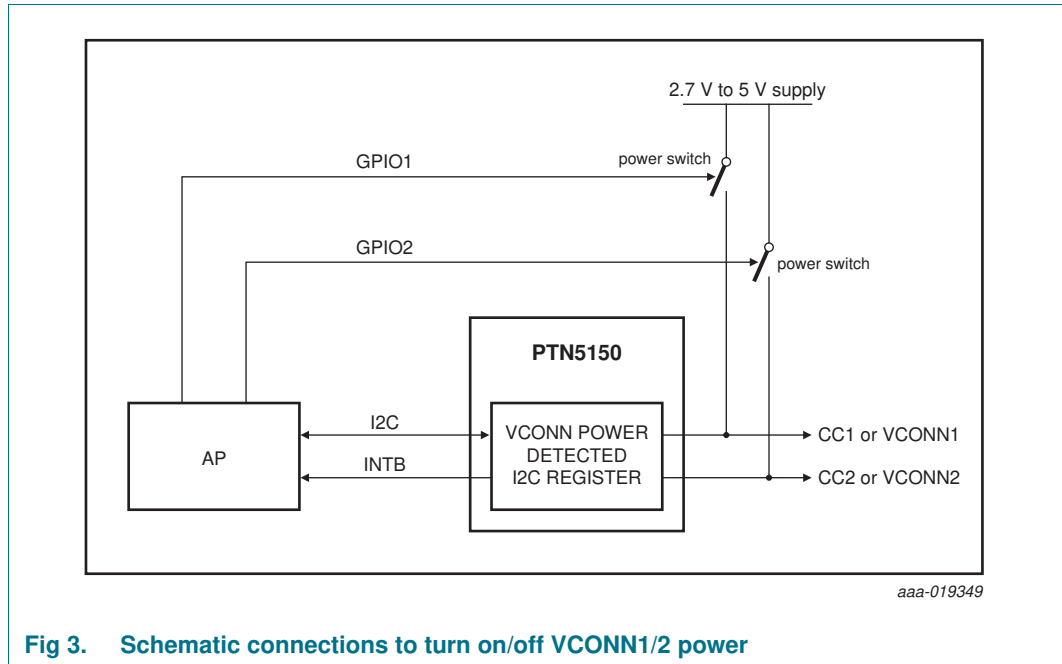 2.7 V to 5 V supply
GPIO1
power switch
GPIO2
power switch
PTN5150
AP
I2C
INTB
VCONN POWER
DETECTED
I2C REGISTER
CC1 or VCONN1
CC2 or VCONN2
aaa-019349
Fig 3. Schematic connections to turn on/off VCONN1/2 power